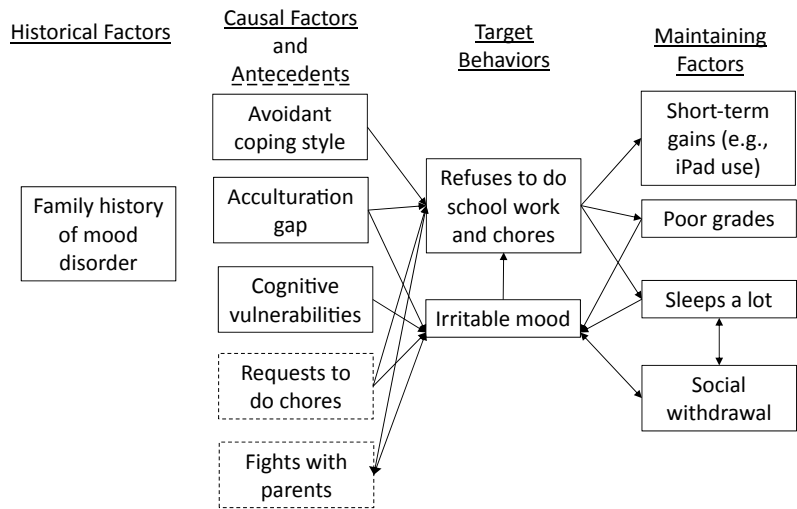 Historical Factors
Causal Factors
and
Antecedents
Target
Behaviors
Maintaining
Factors
Family history
of mood
disorder
Avoidant
coping style
Acculturation
gap
Cognitive
vulnerabilities
Requests to
do chores
Fights with
parents
Refuses to do
school work
and chores
Irritable mood
Short-term
gains (e.g.,
iPad use)
Poor grades
Sleeps a lot
Social
withdrawal